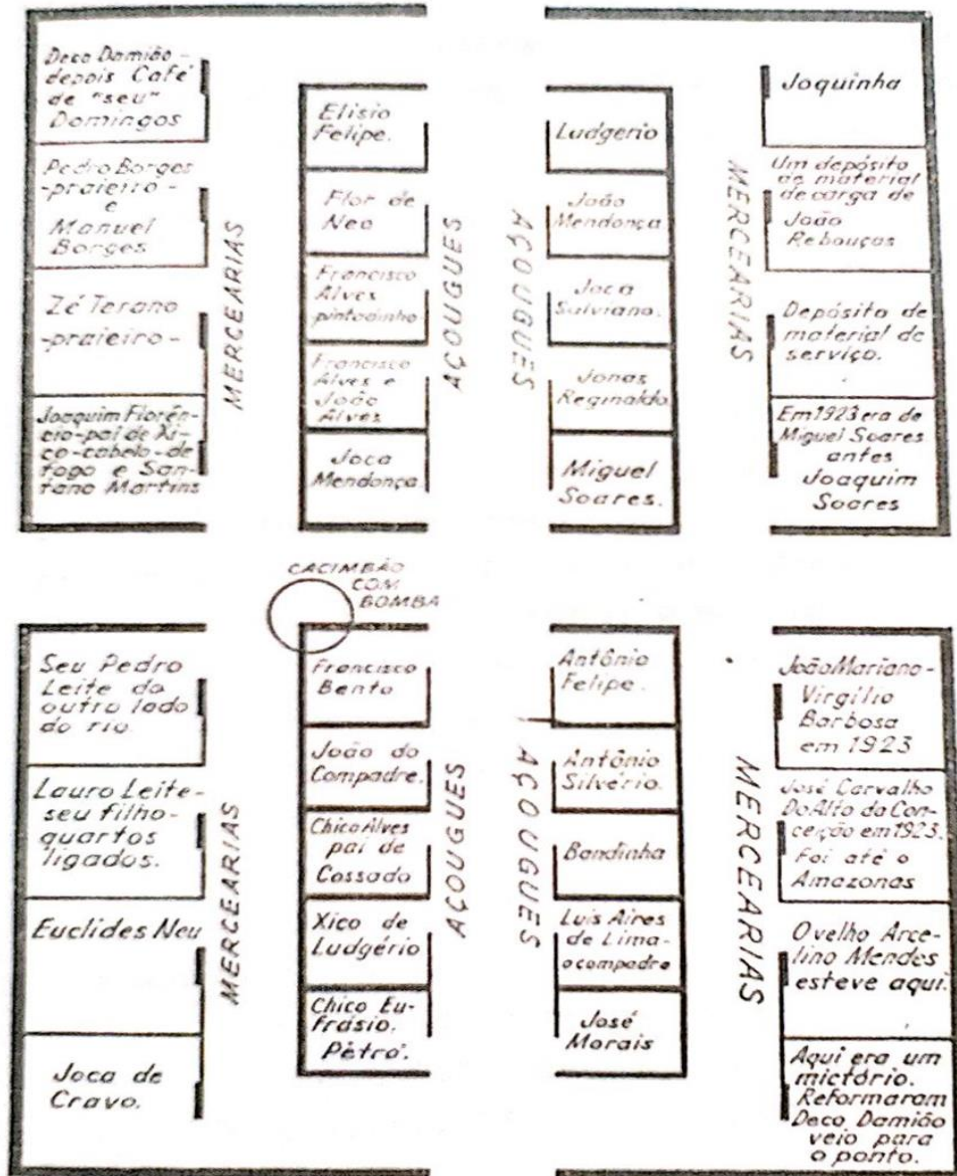 Deco Damião -
depois Café
de "seu"
Domingos
Pedro Borges
-praieiro-
e
Manuel
Borges
Zé Terano
-praieiro-
Joaquim Florên-
cio-pai de Xi-
co-cabelo-de
fogo e San-
tano Martins
MERCEARIAS
Elisio
Felipe.
Flor de
Neo
Francisco
Alves
pintadinho
Francisco
Alves e
João
Alves
Joca
Mendonça
AÇOUGUES
AÇOUGUES
Ludgerio
João
Mendonça
Joca
Salviano.
Jonas
Reginaldo.
Miguel
Soares.
MERCEARIAS
Joquinha
Um depósito
de material
de carga de
João
Rebouças
Depósito de
material de
serviço.
Em 1923 era de
Miguel Soares
antes
Joaquim
Soares
CACIMBÃO
COM
BOMBA
Seu Pedro
Leite do
outro lado
do rio.
Lauro Leite-
seu filho-
quartos
ligados.
Euclides Neu
Joca de
Cravo.
MERCEARIAS
Francisco
Bento
João do
Compadre.
Chico Alves
pai de
Cossado
Xico de
Ludgério
Chico Eu-
frásio.
Pètró.
AÇOUGUES
AÇOUGUES
Antônio
Felipe.
Antônio
Silvério.
Bandinha
Luis Aires
de Lima-
o compadre
José
Morais
MERCEARIAS
João Mariano-
Virgílio
Barbosa
em 1923
José Carvalho
Do Alto da Con-
ceição em 1923.
Foi até o
Amazonas
O velho Arce-
lino Mendes
esteve aqui.
Aqui era um
mictório.
Reformaram
Deco Damião
veio para
o ponto.